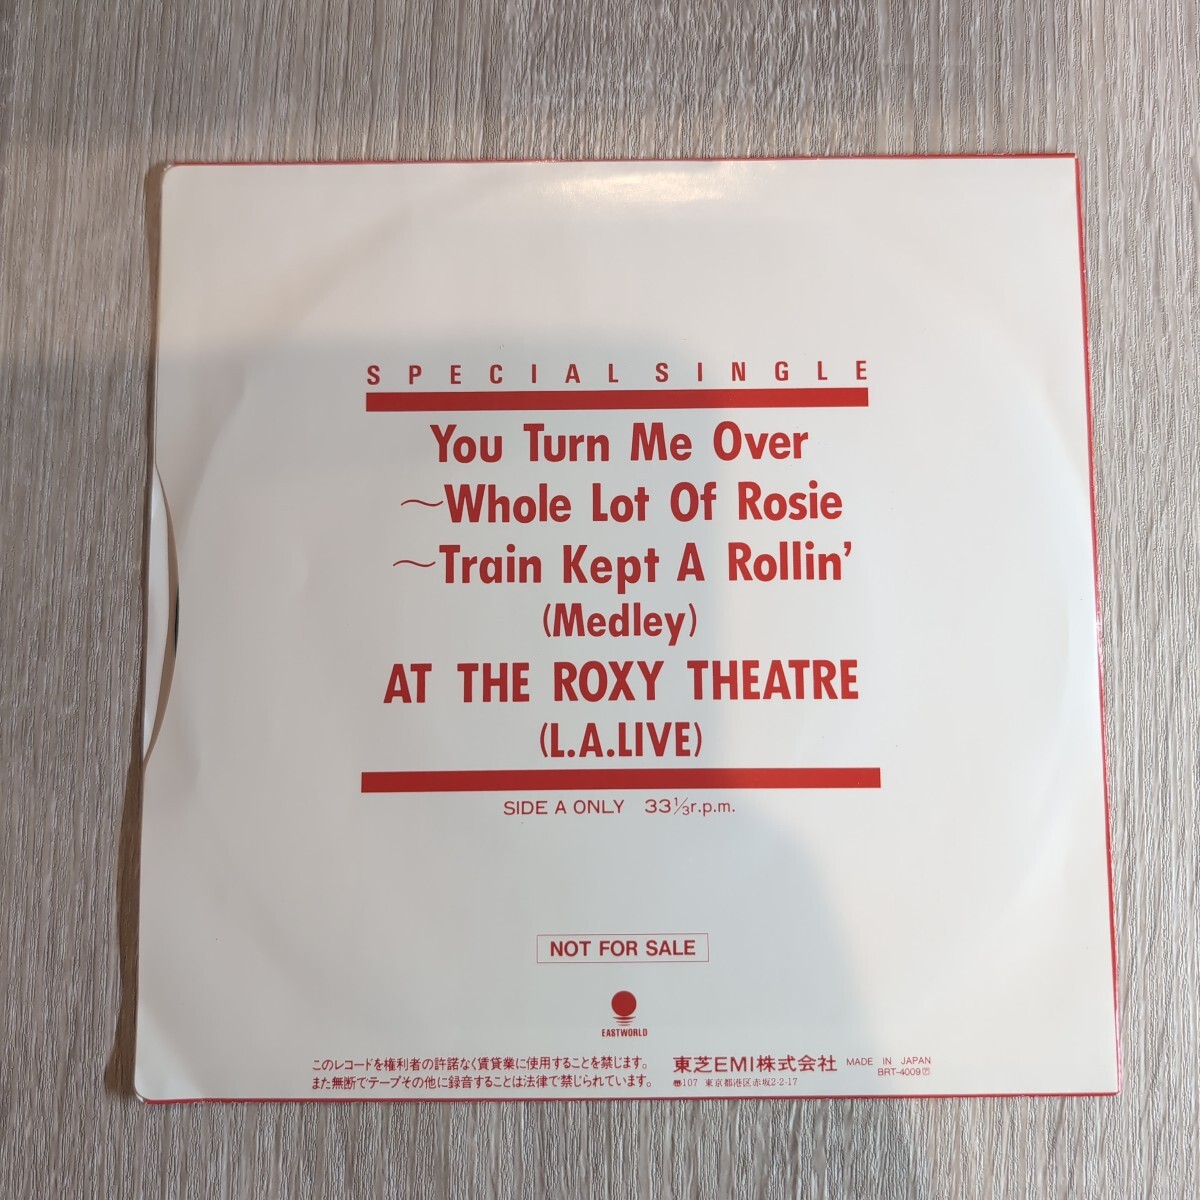 SPECIAL SINGLE
You Turn Me Over
～Whole Lot Of Rosie
～Train Kept A Rollin’
(Medley)
AT THE ROXY THEATRE
(L.A.LIVE)
SIDE A ONLY 33⅓r.p.m.
NOT FOR SALE
EASTWORLD
このレコードを権利者の許諾なく賃貸業に使用することを禁じます。
また無断でテープその他に録音することは法律で禁じられています。
東芝EMI株式会社
〠107 東京都港区赤坂2-2-17
MADE IN JAPAN
BRT-4009Ⓟ